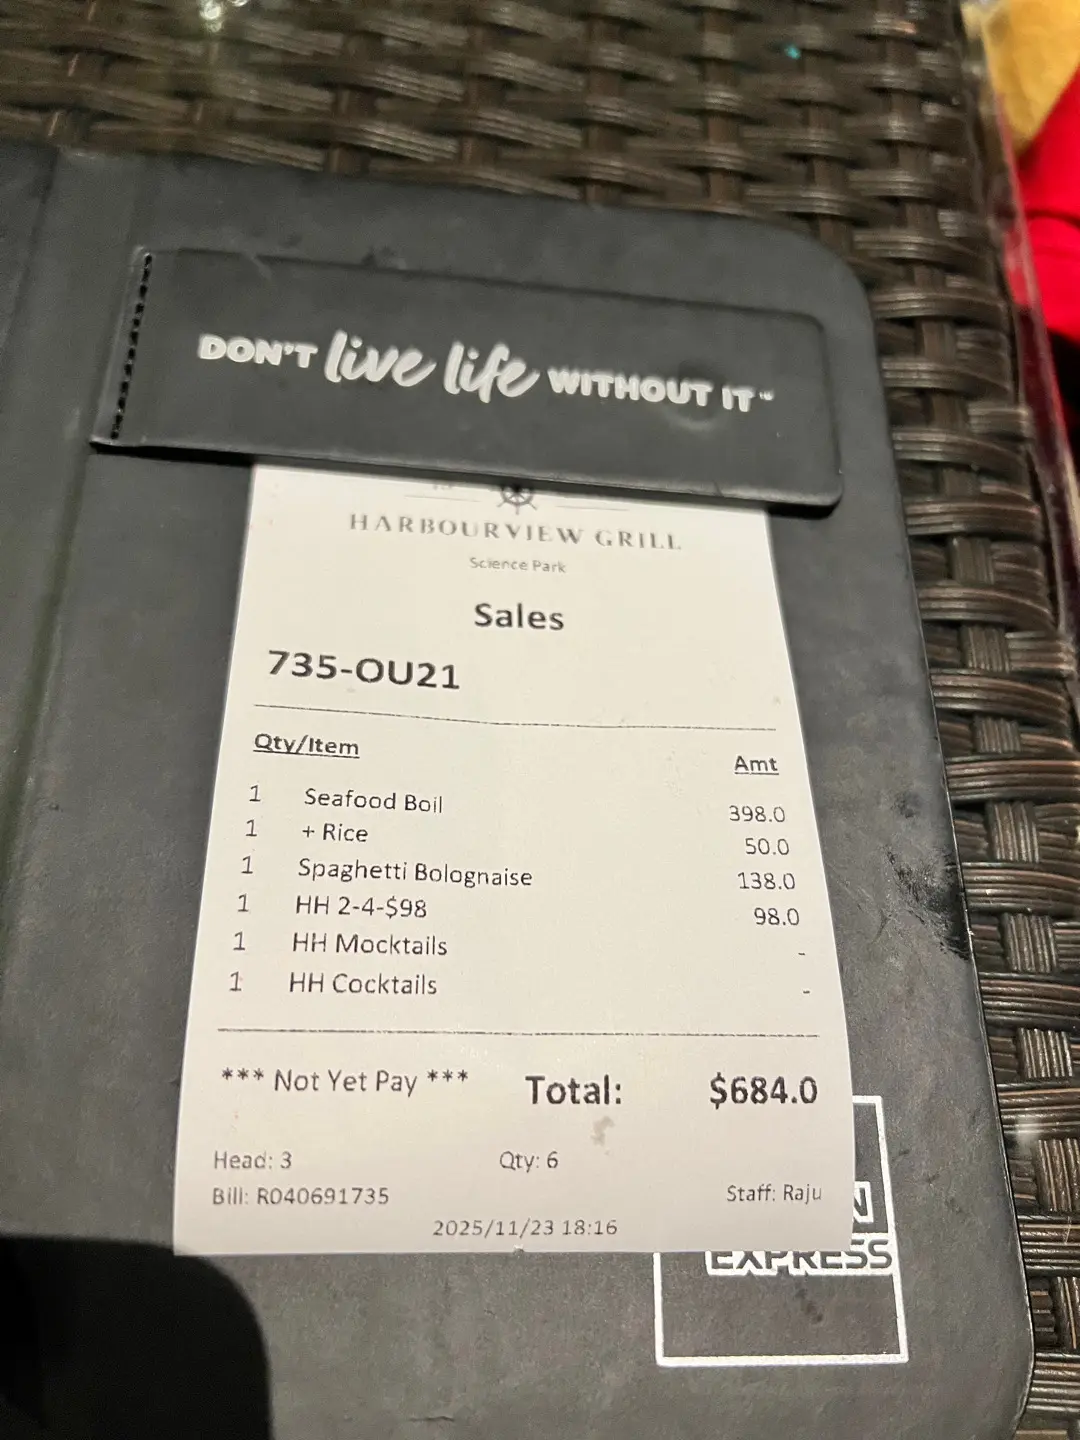 DON'T live life WITHOUT IT™
HARBOURVIEW GRILL
Science Park
Sales
735-OU21
Qty/Item Amt
1 Seafood Boil 398.0
1 + Rice 50.0
1 Spaghetti Bolognaise 138.0
1 HH 2-4-$98 98.0
1 HH Mocktails -
1 HH Cocktails -
*** Not Yet Pay *** Total: $684.0
Head: 3 Qty: 6
Bill: R040691735 Staff: Raju
2025/11/23 18:16
EXPRESS